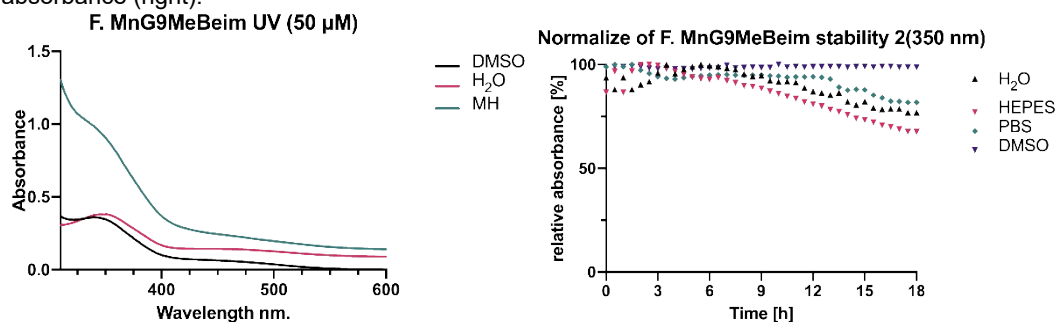 absorbance (right).
F. MnG9MeBeim UV (50 µM)
1.5
1.0
0.5
0.0
Absorbance
400
500
600
Wavelength nm.
DMSO
H₂O
MH
Normalize of F. MnG9MeBeim stability 2(350 nm)
100
50
0
relative absorbance [%]
0
3
6
9
12
15
18
Time [h]
H₂O
HEPES
PBS
DMSO